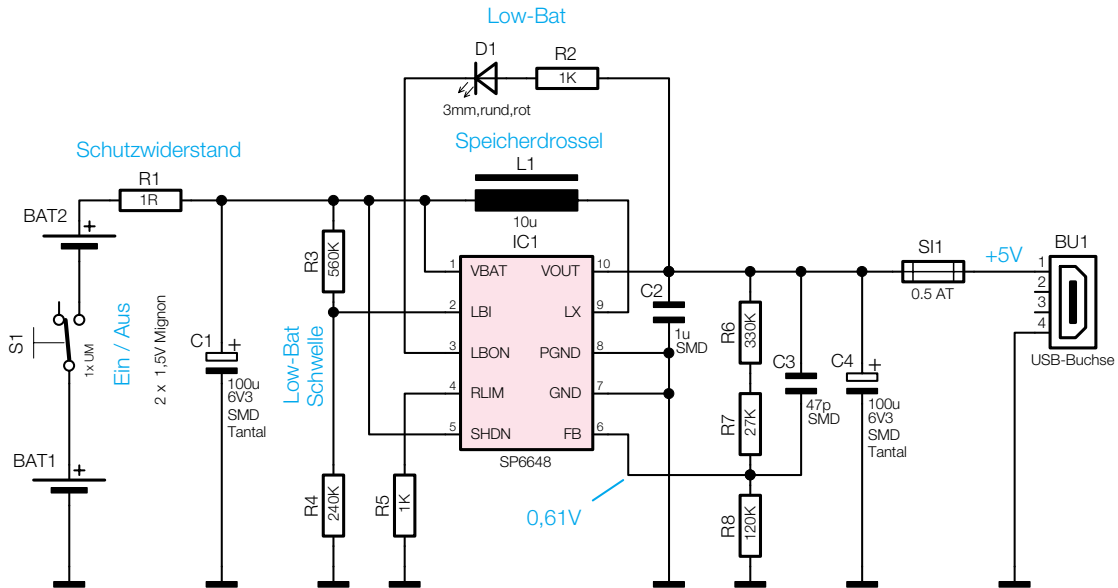 Low-Bat
D1
R2
1K
3mm,rund,rot
Schutzwiderstand
R1
1R
Speicherdrossel
L1
10u
BAT2
+
R3
560K
IC1
1 VBAT VOUT 10
2 LBI LX 9
3 LBON PGND 8
4 RLIM GND 7
5 SHDN FB 6
SP6648
C2
1u
SMD
R6
330K
SI1
0.5 AT
+5V
BU1
1
2
3
4
USB-Buchse
S1
1x UM
Ein / Aus
2 x 1,5V Mignon
C1
+
100u
6V3
SMD
Tantal
Low-Bat
Schwelle
R7
27K
C3
47p
SMD
C4
+
100u
6V3
SMD
Tantal
BAT1
+
R4
240K
R5
1K
0,61V
R8
120K